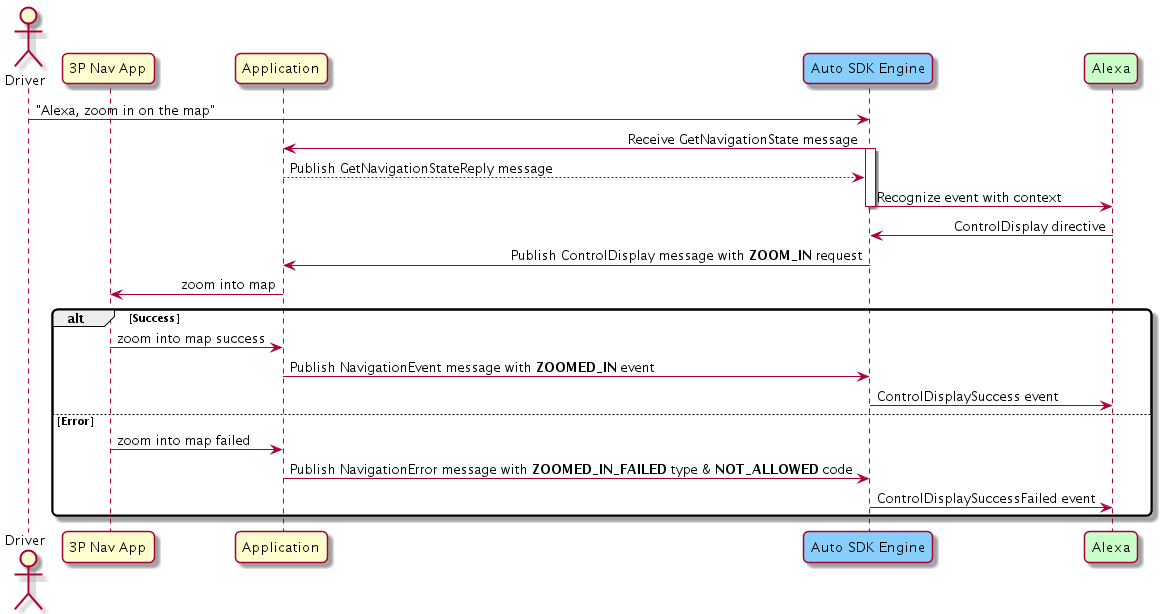 Driver
3P Nav App
Application
Auto SDK Engine
Alexa
"Alexa, zoom in on the map"
Receive GetNavigationState message
Publish GetNavigationStateReply message
Recognize event with context
ControlDisplay directive
Publish ControlDisplay message with ZOOM_IN request
zoom into map
alt [Success]
zoom into map success
Publish NavigationEvent message with ZOOMED_IN event
ControlDisplaySuccess event
[Error]
zoom into map failed
Publish NavigationError message with ZOOMED_IN_FAILED type & NOT_ALLOWED code
ControlDisplaySuccessFailed event
Driver
3P Nav App
Application
Auto SDK Engine
Alexa